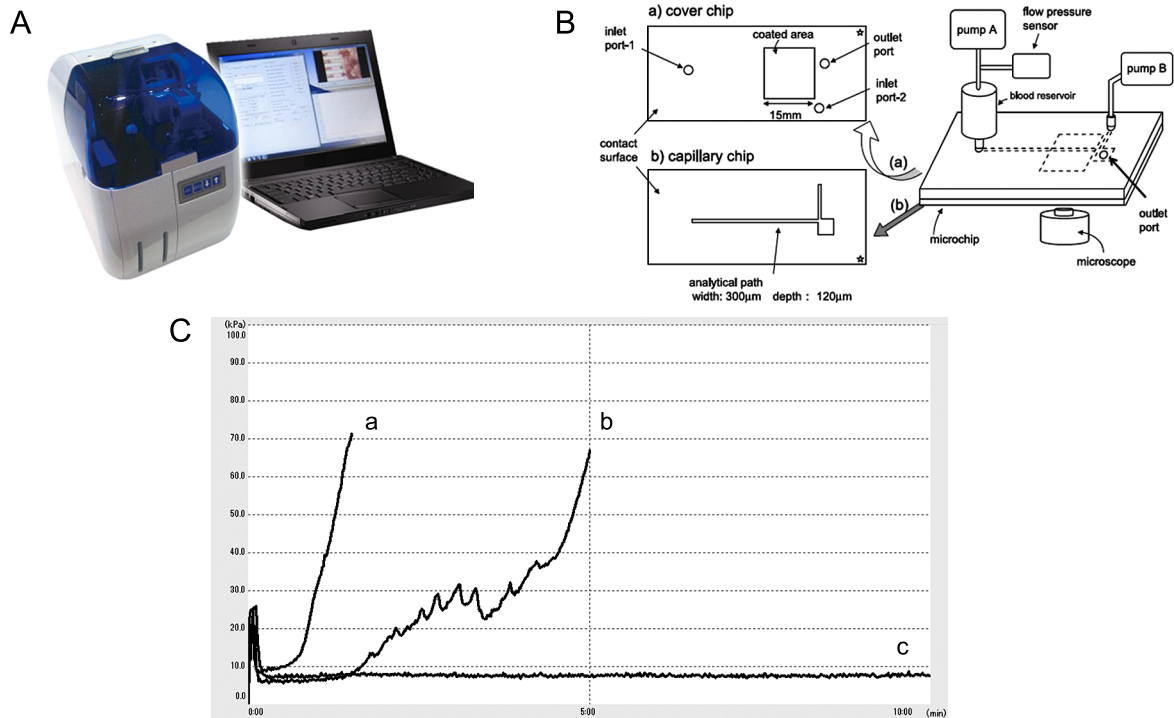 A
B
a) cover chip
inlet
port-1
coated area
outlet
port
inlet
port-2
15mm
contact
surface
b) capillary chip
analytical path
width: 300μm depth : 120μm
pump A
flow pressure
sensor
pump B
blood reservoir
(a)
(b)
microchip
outlet
port
microscope
C
(kPa)
100.0
90.0
80.0
70.0
60.0
50.0
40.0
30.0
20.0
10.0
0.0
a
b
c
0:00
5:00
10:00
(min)